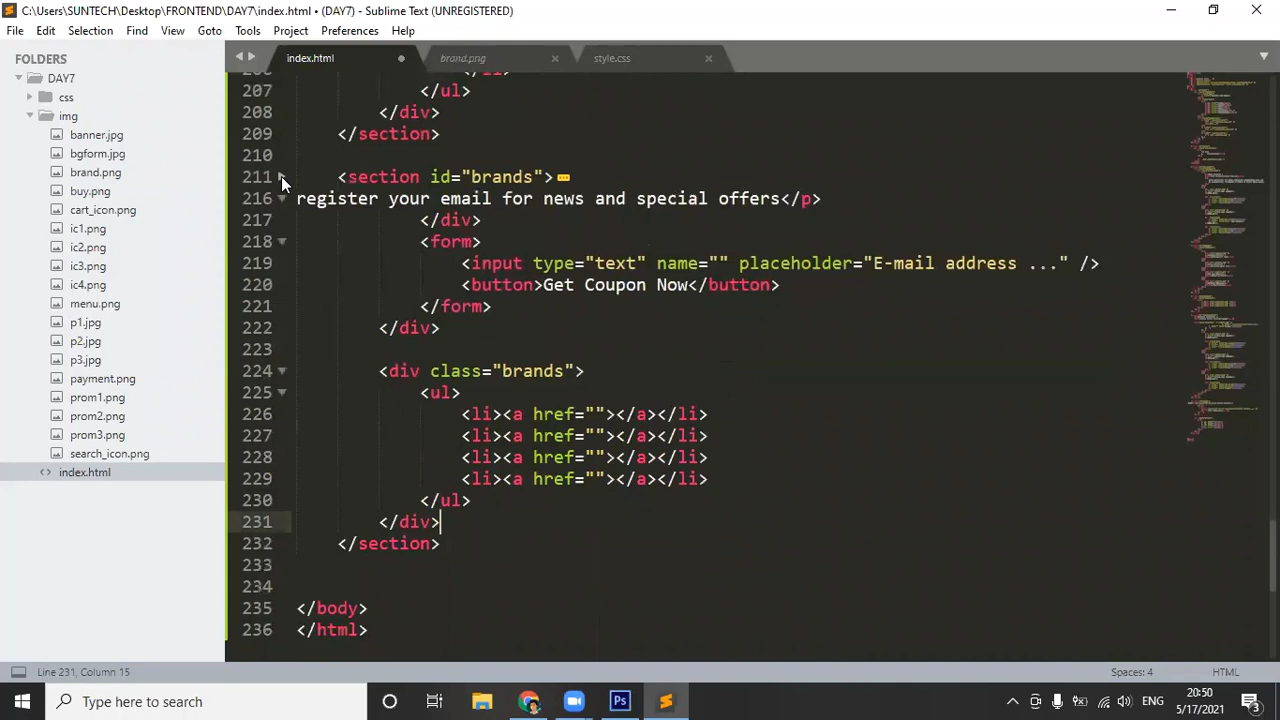 C:\Users\SUNTECH\Desktop\FRONTEND\DAY7\index.html • (DAY7) - Sublime Text (UNREGISTERED)
File Edit Selection Find View Goto Tools Project Preferences Help
FOLDERS
DAY7
css
img
banner.jpg
bgform.jpg
brand.png
buy.png
cart_icon.png
ic1.png
ic2.png
ic3.png
ic4.png
menu.png
p1.jpg
p2.jpg
p3.jpg
payment.png
prom1.png
prom2.png
prom3.png
search_icon.png
index.html
index.html brand.png style.css
207 </ul>
208 </div>
209 </section>
210
211 <section id="brands">
216 register your email for news and special offers</p>
217 </div>
218 <form>
219 <input type="text" name="" placeholder="E-mail address ..." />
220 <button>Get Coupon Now</button>
221 </form>
222 </div>
223
224 <div class="brands">
225 <ul>
226 <li><a href=""></a></li>
227 <li><a href=""></a></li>
228 <li><a href=""></a></li>
229 <li><a href=""></a></li>
230 </ul>
231 </div>
232 </section>
233
234
235 </body>
236 </html>
Line 231, Column 15 Spaces: 4 HTML
Type here to search
ENG
20:50
5/17/2021
3